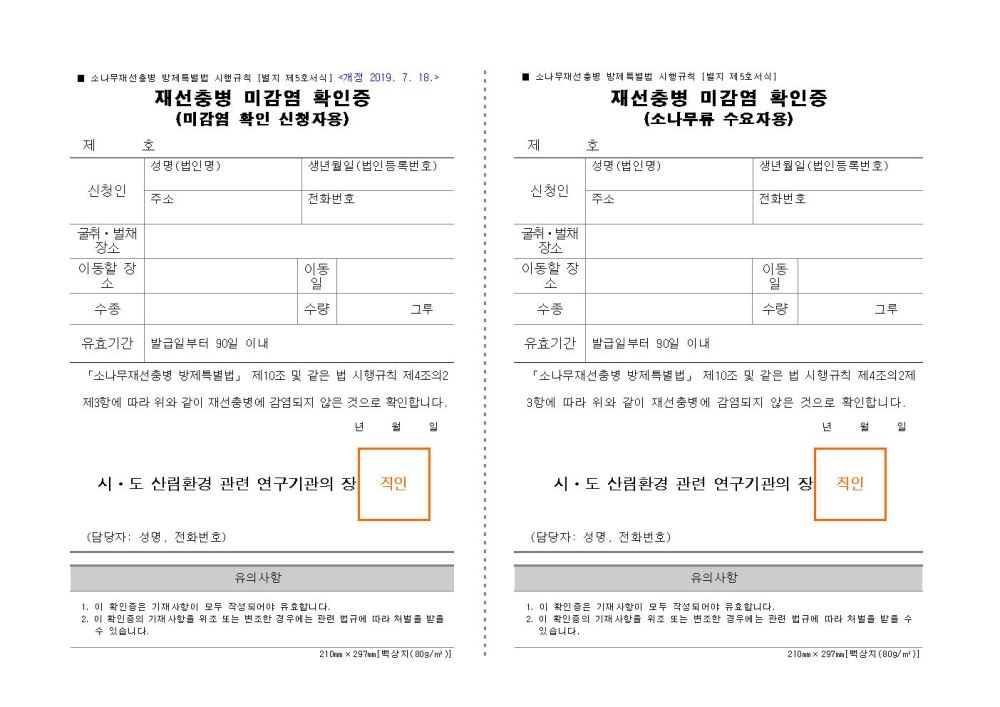 ■ 소나무재선충병 방제특별법 시행규칙 [별지 제5호서식] <개정 2019. 7. 18.>
재선충병 미감염 확인증
(미감염 확인 신청자용)
제 호
신청인
성명(법인명)
생년월일(법인등록번호)
주소
전화번호
굴취·벌채
장소
이동할 장
소
이동
일
수종
수량
그루
유효기간
발급일부터 90일 이내
「소나무재선충병 방제특별법」 제10조 및 같은 법 시행규칙 제4조의2
제3항에 따라 위와 같이 재선충병에 감염되지 않은 것으로 확인합니다.
년 월 일
시·도 산림환경 관련 연구기관의 장
직인
(담당자: 성명, 전화번호)
유의사항
1. 이 확인증은 기재사항이 모두 작성되어야 유효합니다.
2. 이 확인증의 기재사항을 위조 또는 변조한 경우에는 관련 법규에 따라 처벌을 받을
수 있습니다.
210㎜×297㎜[백상지(80g/㎡)]
■ 소나무재선충병 방제특별법 시행규칙 [별지 제5호서식]
재선충병 미감염 확인증
(소나무류 수요자용)
제 호
신청인
성명(법인명)
생년월일(법인등록번호)
주소
전화번호
굴취·벌채
장소
이동할 장
소
이동
일
수종
수량
그루
유효기간
발급일부터 90일 이내
「소나무재선충병 방제특별법」 제10조 및 같은 법 시행규칙 제4조의2제
3항에 따라 위와 같이 재선충병에 감염되지 않은 것으로 확인합니다.
년 월 일
시·도 산림환경 관련 연구기관의 장
직인
(담당자: 성명, 전화번호)
유의사항
1. 이 확인증은 기재사항이 모두 작성되어야 유효합니다.
2. 이 확인증의 기재사항을 위조 또는 변조한 경우에는 관련 법규에 따라 처벌을 받을 수
있습니다.
210㎜×297㎜[백상지(80g/㎡)]